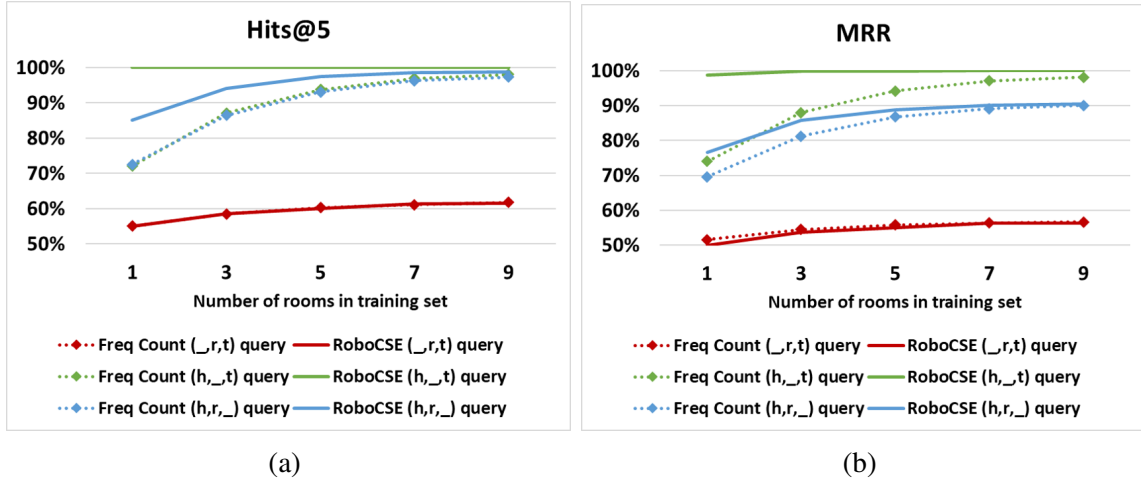 Hits@5
100%
90%
80%
70%
60%
50%
1 3 5 7 9
Number of rooms in training set
Freq Count (_,r,t) query RoboCSE (_,r,t) query
Freq Count (h,_,t) query RoboCSE (h,_,t) query
Freq Count (h,r,_) query RoboCSE (h,r,_) query
(a)
MRR
100%
90%
80%
70%
60%
50%
1 3 5 7 9
Number of rooms in training set
Freq Count (_,r,t) query RoboCSE (_,r,t) query
Freq Count (h,_,t) query RoboCSE (h,_,t) query
Freq Count (h,r,_) query RoboCSE (h,r,_) query
(b)